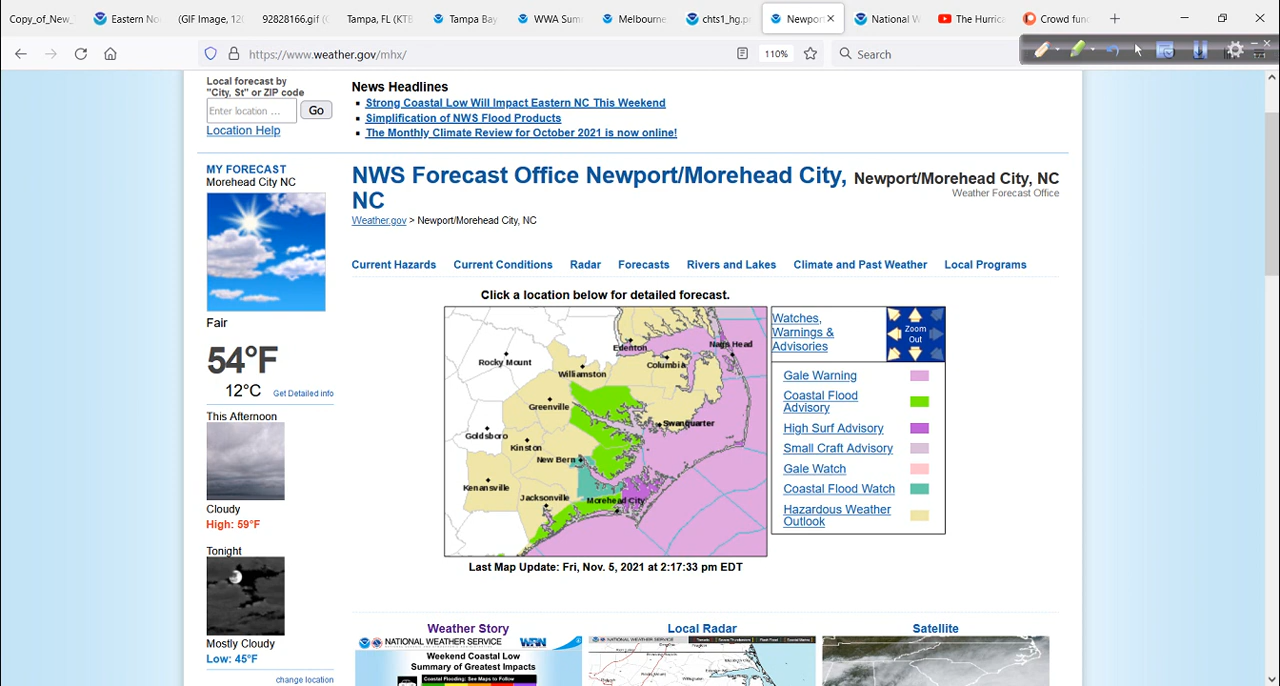 Copy_of_New_
Eastern No
(GIF Image, 12
92828166.gif (
Tampa, FL (KTB
Tampa Bay
WWA Sum
Melbourne
chts1_hg.p
Newpor
National W
The Hurrica
Crowd fun
https://www.weather.gov/mhx/
110%
Search
Local forecast by
"City, St" or ZIP code
Enter location ...
Go
Location Help
News Headlines
Strong Coastal Low Will Impact Eastern NC This Weekend
Simplification of NWS Flood Products
The Monthly Climate Review for October 2021 is now online!
MY FORECAST
Morehead City NC
Fair
54°F
12°C
Get Detailed info
This Afternoon
Cloudy
High: 59°F
Tonight
Mostly Cloudy
Low: 45°F
change location
NWS Forecast Office Newport/Morehead City,
NC
Newport/Morehead City, NC
Weather Forecast Office
Weather.gov > Newport/Morehead City, NC
Current Hazards
Current Conditions
Radar
Forecasts
Rivers and Lakes
Climate and Past Weather
Local Programs
Click a location below for detailed forecast.
Edenton
Nags Head
Rocky Mount
Columbia
Williamston
Greenville
Swanquarter
Goldsboro
Kinston
New Bern
Kenansville
Jacksonville
Morehead City
Watches,
Warnings &
Advisories
Zoom
Out
Gale Warning
Coastal Flood
Advisory
High Surf Advisory
Small Craft Advisory
Gale Watch
Coastal Flood Watch
Hazardous Weather
Outlook
Last Map Update: Fri, Nov. 5, 2021 at 2:17:33 pm EDT
Weather Story
Local Radar
Satellite
NATIONAL WEATHER SERVICE
WRN
Weekend Coastal Low
Summary of Greatest Impacts
Coastal Flooding: See Maps to Follow